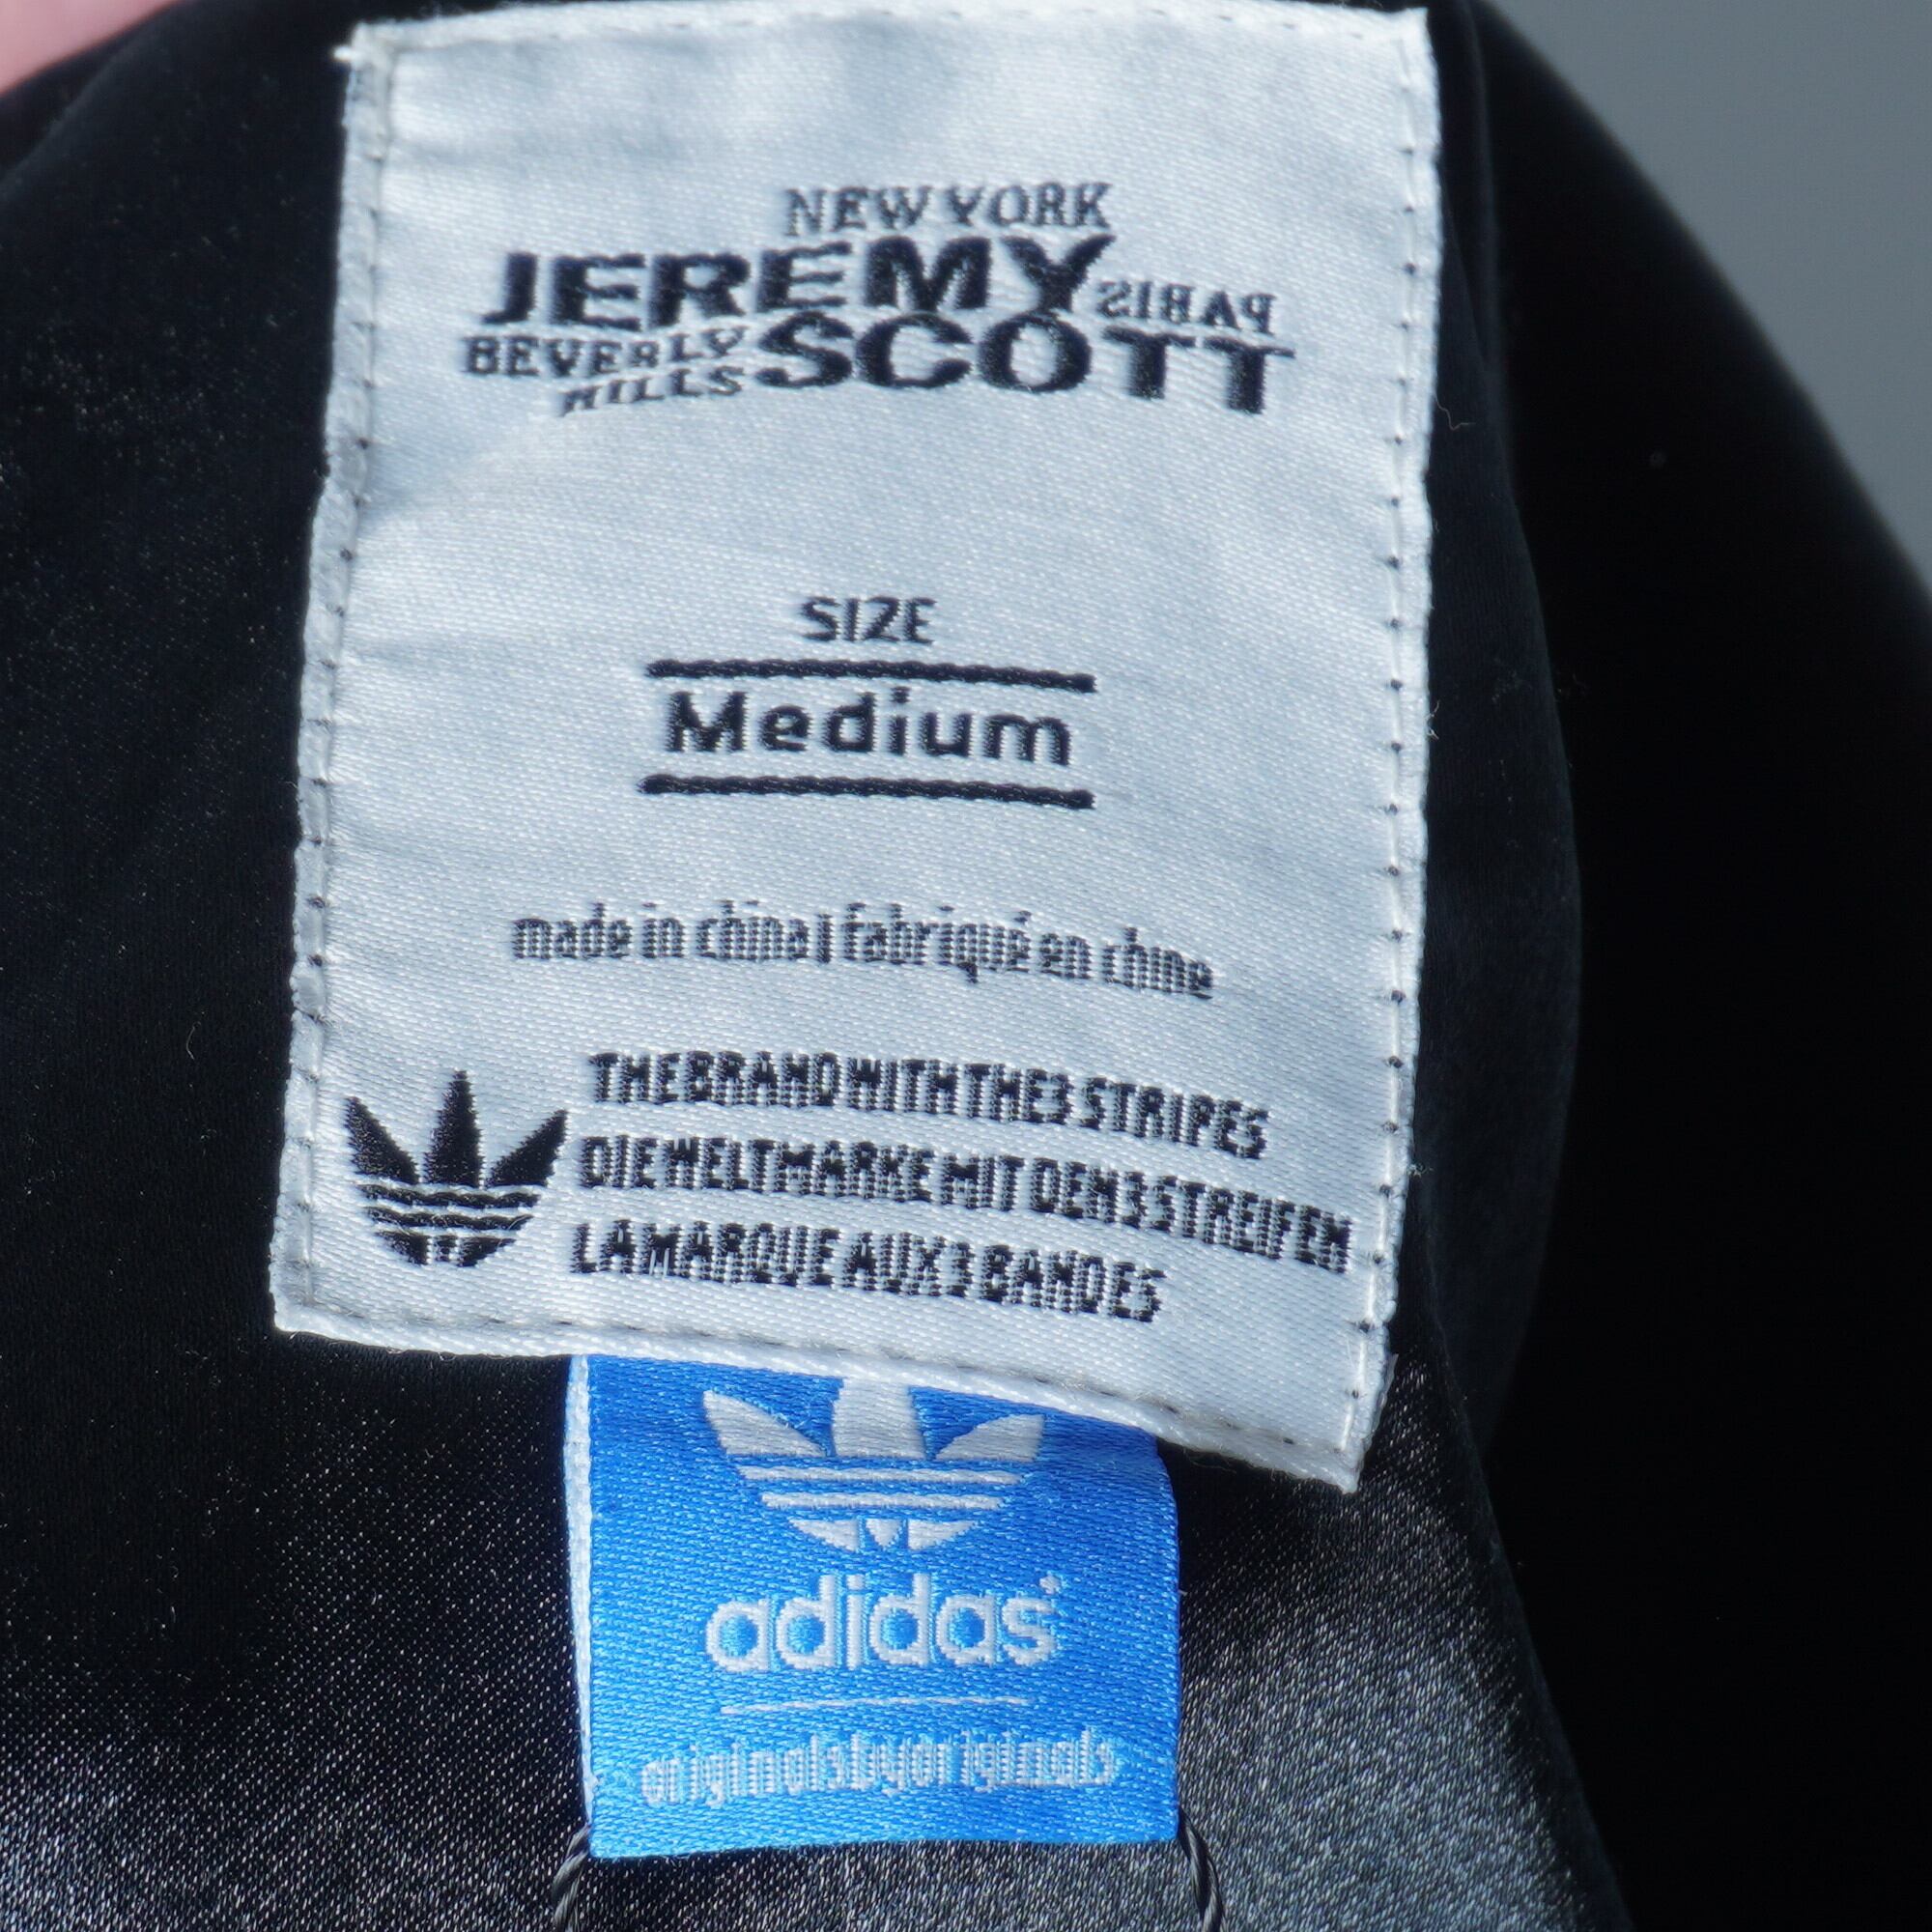 NEW YORK
JEREMY PARIS
BEVERLY SCOTT
HILLS
SIZE
Medium
made in china | fabriqué en chine
THE BRAND WITH THE 3 STRIPES
DIE WELTMARKE MIT DEN 3 STREIFEN
LA MARQUE AUX 3 BANDES
adidas
originals by originals